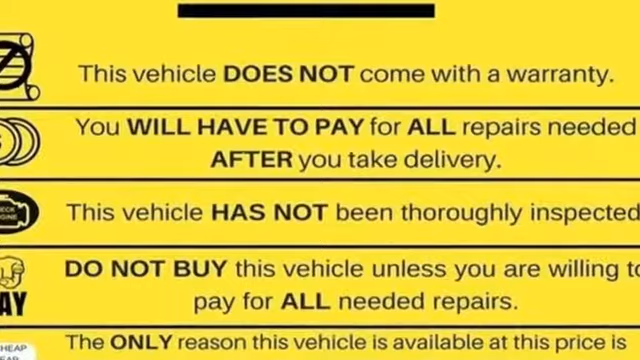 This vehicle DOES NOT come with a warranty.
You WILL HAVE TO PAY for ALL repairs needed
AFTER you take delivery.
This vehicle HAS NOT been thoroughly inspected
DO NOT BUY this vehicle unless you are willing to
pay for ALL needed repairs.
AY
The ONLY reason this vehicle is available at this price is
HEAP